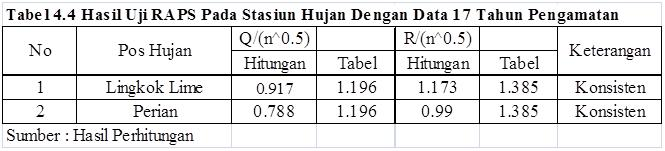 Tabel 4.4 Hasil Uji RAPS Pada Stasiun Hujan Dengan Data 17 Tahun Pengamatan
No Pos Hujan Q/(n^0.5) R/(n^0.5) Keterangan
Hitungan Tabel Hitungan Tabel
1 Lingkok Lime 0.917 1.196 1.173 1.385 Konsisten
2 Perian 0.788 1.196 0.99 1.385 Konsisten
Sumber : Hasil Perhitungan